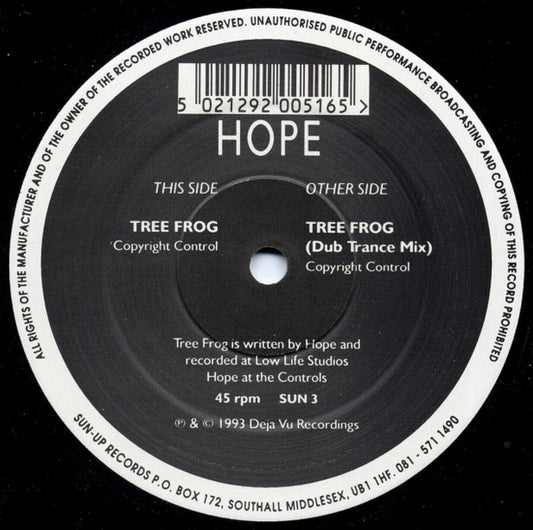 ALL RIGHTS OF THE MANUFACTURER AND OF THE OWNER OF THE RECORDED WORK RESERVED. UNAUTHORISED PUBLIC PERFORMANCE BROADCASTING AND COPYING OF THIS RECORD PROHIBITED
5 021292 005165 >
HOPE
THIS SIDE
TREE FROG
Copyright Control
OTHER SIDE
TREE FROG
(Dub Trance Mix)
Copyright Control
Tree Frog is written by Hope and
recorded at Low Life Studios
Hope at the Controls
45 rpm SUN 3
℗ & © 1993 Deja Vu Recordings
SUN-UP RECORDS P.O. BOX 172, SOUTHALL MIDDLESEX, UB1 1HF. 081 - 571 1490